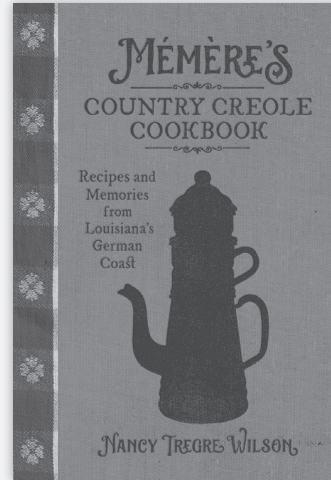 MÉMÈRE'S
COUNTRY CREOLE
COOKBOOK
Recipes and
Memories
from
Louisiana's
German
Coast
NANCY TREGRE WILSON